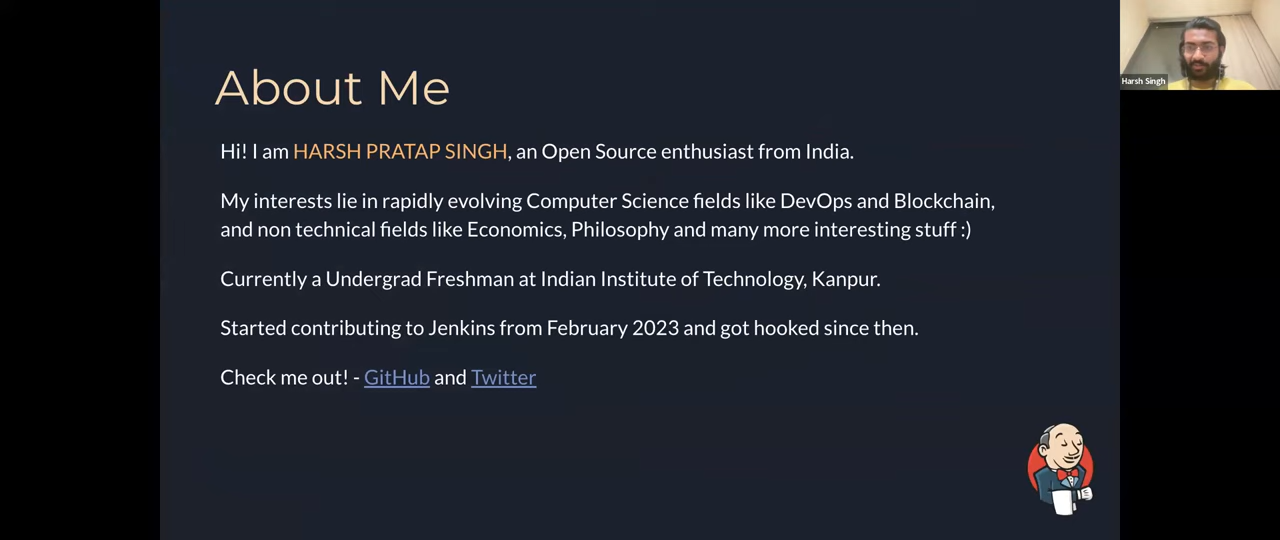 About Me
Hi! I am HARSH PRATAP SINGH, an Open Source enthusiast from India.
My interests lie in rapidly evolving Computer Science fields like DevOps and Blockchain,
and non technical fields like Economics, Philosophy and many more interesting stuff :)
Currently a Undergrad Freshman at Indian Institute of Technology, Kanpur.
Started contributing to Jenkins from February 2023 and got hooked since then.
Check me out! - GitHub and Twitter
Harsh Singh